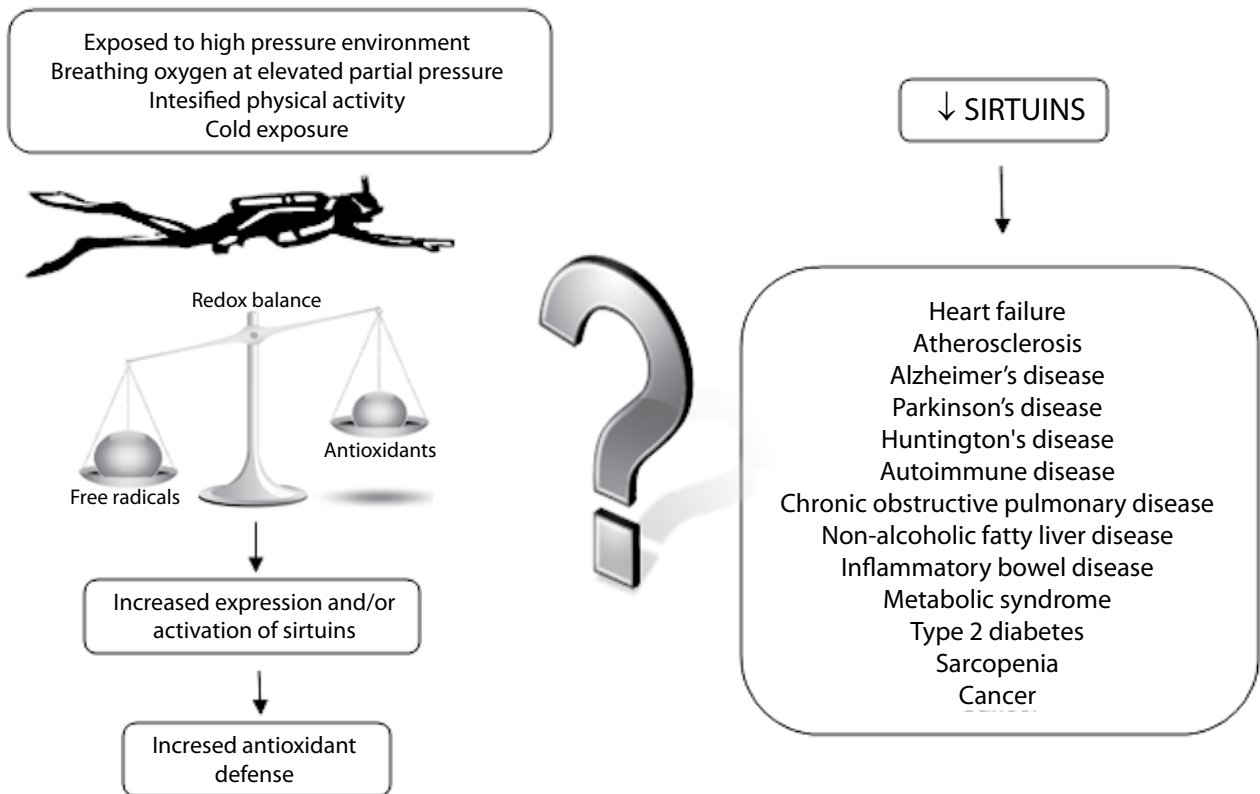 Exposed to high pressure environment
Breathing oxygen at elevated partial pressure
Intesified physical activity
Cold exposure
Redox balance
Antioxidants
Free radicals
Increased expression and/or
activation of sirtuins
Incresed antioxidant
defense
↓ SIRTUINS
Heart failure
Atherosclerosis
Alzheimer’s disease
Parkinson’s disease
Huntington's disease
Autoimmune disease
Chronic obstructive pulmonary disease
Non-alcoholic fatty liver disease
Inflammatory bowel disease
Metabolic syndrome
Type 2 diabetes
Sarcopenia
Cancer